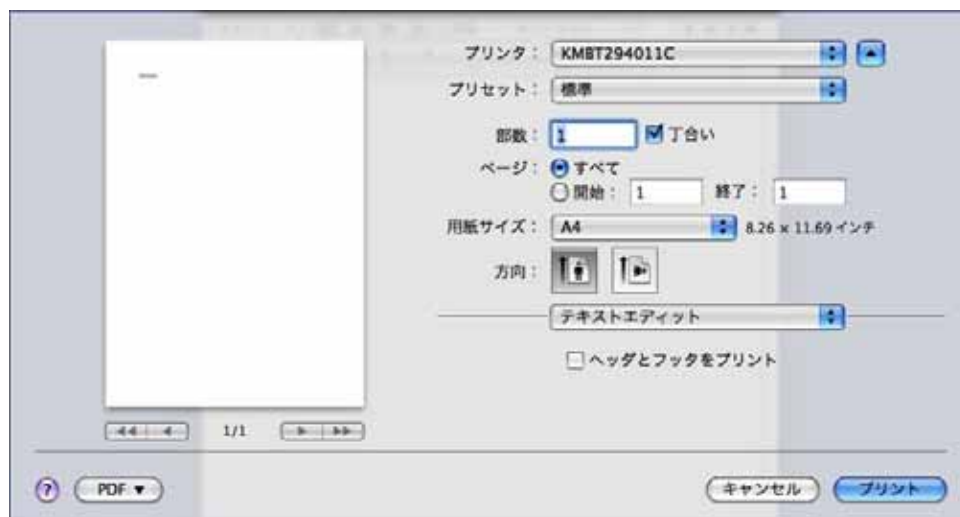 プリンタ： KMBT294011C
プリセット： 標準
部数： 1 丁合い
ページ： すべて
開始： 1 終了： 1
用紙サイズ： A4 8.26 x 11.69 インチ
方向：
テキストエディット
ヘッダとフッタをプリント
1/1
? PDF ▼ キャンセル プリント